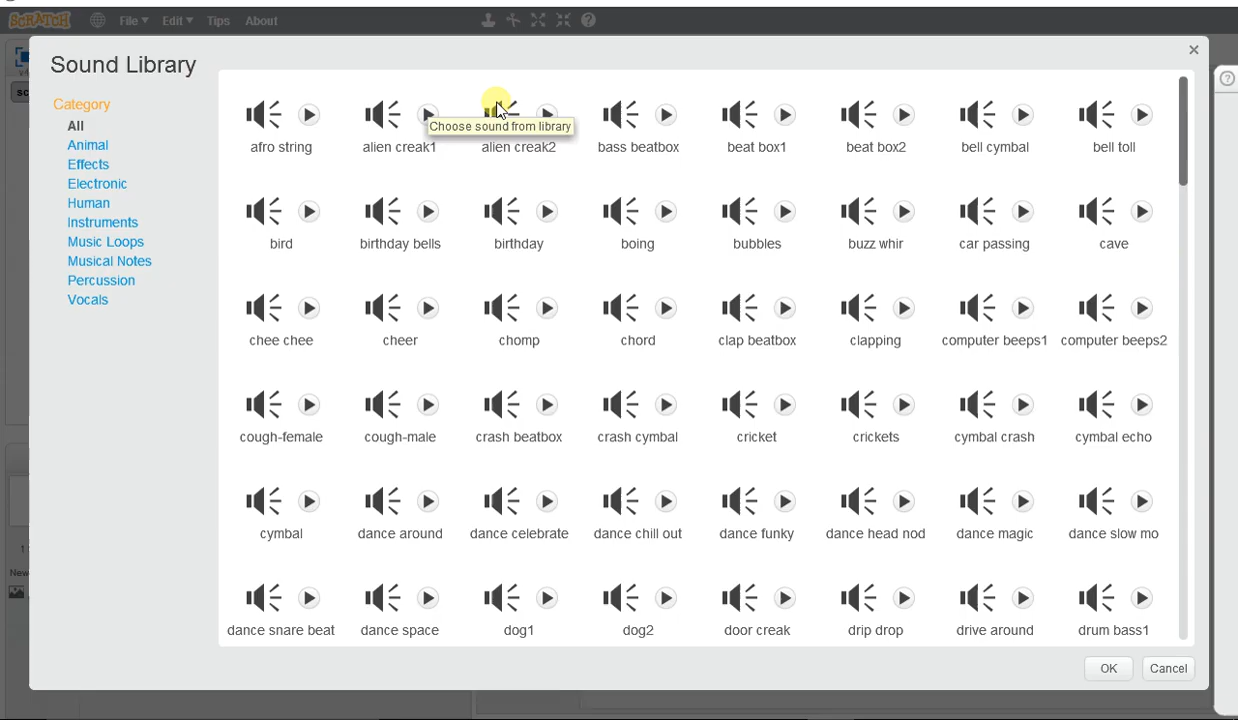 SCRATCH File Edit Tips About
Sound Library
Category
All
Animal
Effects
Electronic
Human
Instruments
Music Loops
Musical Notes
Percussion
Vocals
Choose sound from library
afro string alien creak1 alien creak2 bass beatbox beat box1 beat box2 bell cymbal bell toll
bird birthday bells birthday boing bubbles buzz whir car passing cave
chee chee cheer chomp chord clap beatbox clapping computer beeps1 computer beeps2
cough-female cough-male crash beatbox crash cymbal cricket crickets cymbal crash cymbal echo
cymbal dance around dance celebrate dance chill out dance funky dance head nod dance magic dance slow mo
dance snare beat dance space dog1 dog2 door creak drip drop drive around drum bass1
OK Cancel
sc
1
New